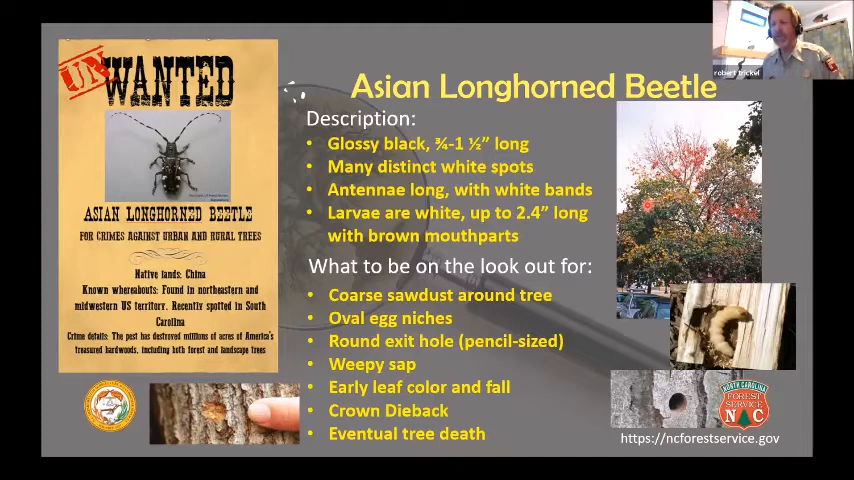 UN WANTED
ASIAN LONGHORNED BEETLE
FOR CRIMES AGAINST URBAN AND RURAL TREES
Native lands: China
Known whereabouts: Found in northeastern and
midwestern US territory. Recently spotted in South
Carolina
Crime details: The pest has destroyed millions of acres of America's
treasured hardwoods, including both forest and landscape trees
Asian Longhorned Beetle
Description:
• Glossy black, ¾-1 ½” long
• Many distinct white spots
• Antennae long, with white bands
• Larvae are white, up to 2.4” long
with brown mouthparts
What to be on the look out for:
• Coarse sawdust around tree
• Oval egg niches
• Round exit hole (pencil-sized)
• Weepy sap
• Early leaf color and fall
• Crown Dieback
• Eventual tree death
robert trickel
NORTH CAROLINA
FOREST
SERVICE
N C
https://ncforestservice.gov